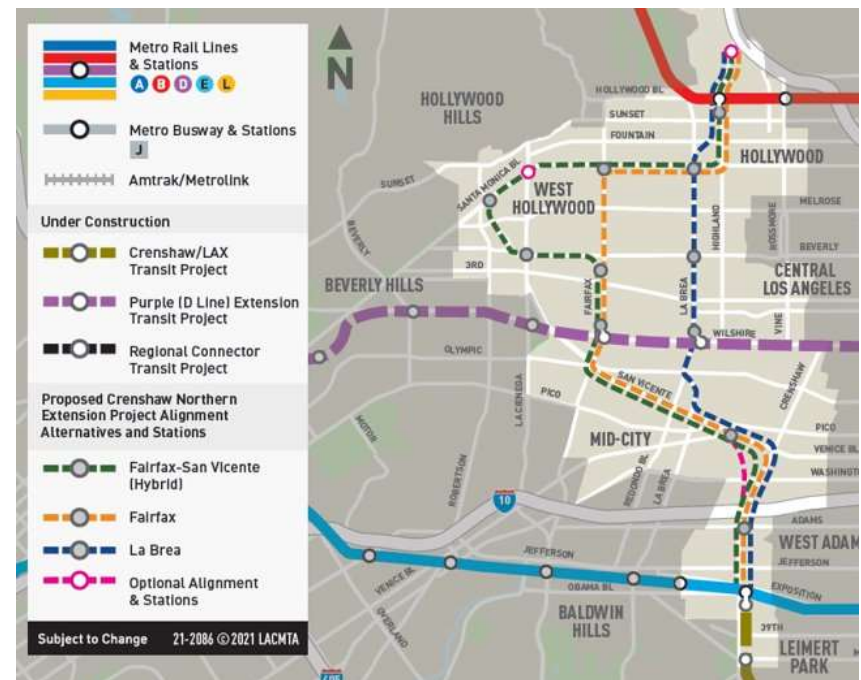 Metro Rail Lines
& Stations
A B D E L
Metro Busway & Stations
J
Amtrak/Metrolink
Under Construction
Crenshaw/LAX
Transit Project
Purple (D Line) Extension
Transit Project
Regional Connector
Transit Project
Proposed Crenshaw Northern
Extension Project Alignment
Alternatives and Stations
Fairfax-San Vicente
(Hybrid)
Fairfax
La Brea
Optional Alignment
& Stations
Subject to Change 21-2086 ©2021 LACMTA
N
HOLLYWOOD BL
HOLLYWOOD
HILLS
SUNSET
FOUNTAIN
HOLLYWOOD
SANTA MONICA BL
SUNSET
WEST
HOLLYWOOD
MELROSE
BEVERLY
HIGHLAND
ROSSMORE
BEVERLY
3RD
CENTRAL
LOS ANGELES
BEVERLY HILLS
FAIRFAX
LA BREA
VINE
WILSHIRE
OLYMPIC
SAN VICENTE
CRENSHAW
LA CIENEGA
PICO
PICO
MID-CITY
VENICE BL
WASHINGT
MOTOR
ROBERTSON
REDONDO BL
LA BREA
10
ADAMS
WEST ADAM
JEFFERSON
JEFFERSON
VENICE BL
OBAMA BL
EXPOSITION
OVERLAND
BALDWIN
HILLS
39TH
LEIMERT
PARK
405